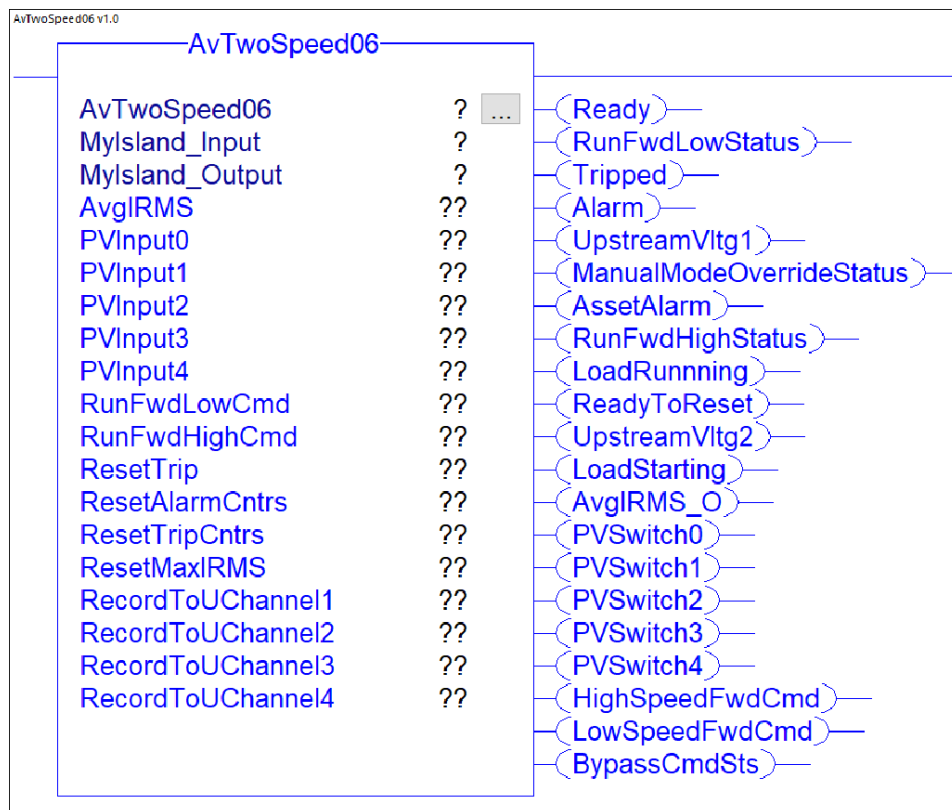 AvTwoSpeed06 v1.0
AvTwoSpeed06
AvTwoSpeed06 ? ... Ready
MyIsland_Input ? RunFwdLowStatus
MyIsland_Output ? Tripped
AvgIRMS ?? Alarm
PVInput0 ?? UpstreamVltg1
PVInput1 ?? ManualModeOverrideStatus
PVInput2 ?? AssetAlarm
PVInput3 ?? RunFwdHighStatus
PVInput4 ?? LoadRunnning
RunFwdLowCmd ?? ReadyToReset
RunFwdHighCmd ?? UpstreamVltg2
ResetTrip ?? LoadStarting
ResetAlarmCntrs ?? AvgIRMS_O
ResetTripCntrs ?? PVSwitch0
ResetMaxIRMS ?? PVSwitch1
RecordToUChannel1 ?? PVSwitch2
RecordToUChannel2 ?? PVSwitch3
RecordToUChannel3 ?? PVSwitch4
RecordToUChannel4 ?? HighSpeedFwdCmd
LowSpeedFwdCmd
BypassCmdSts